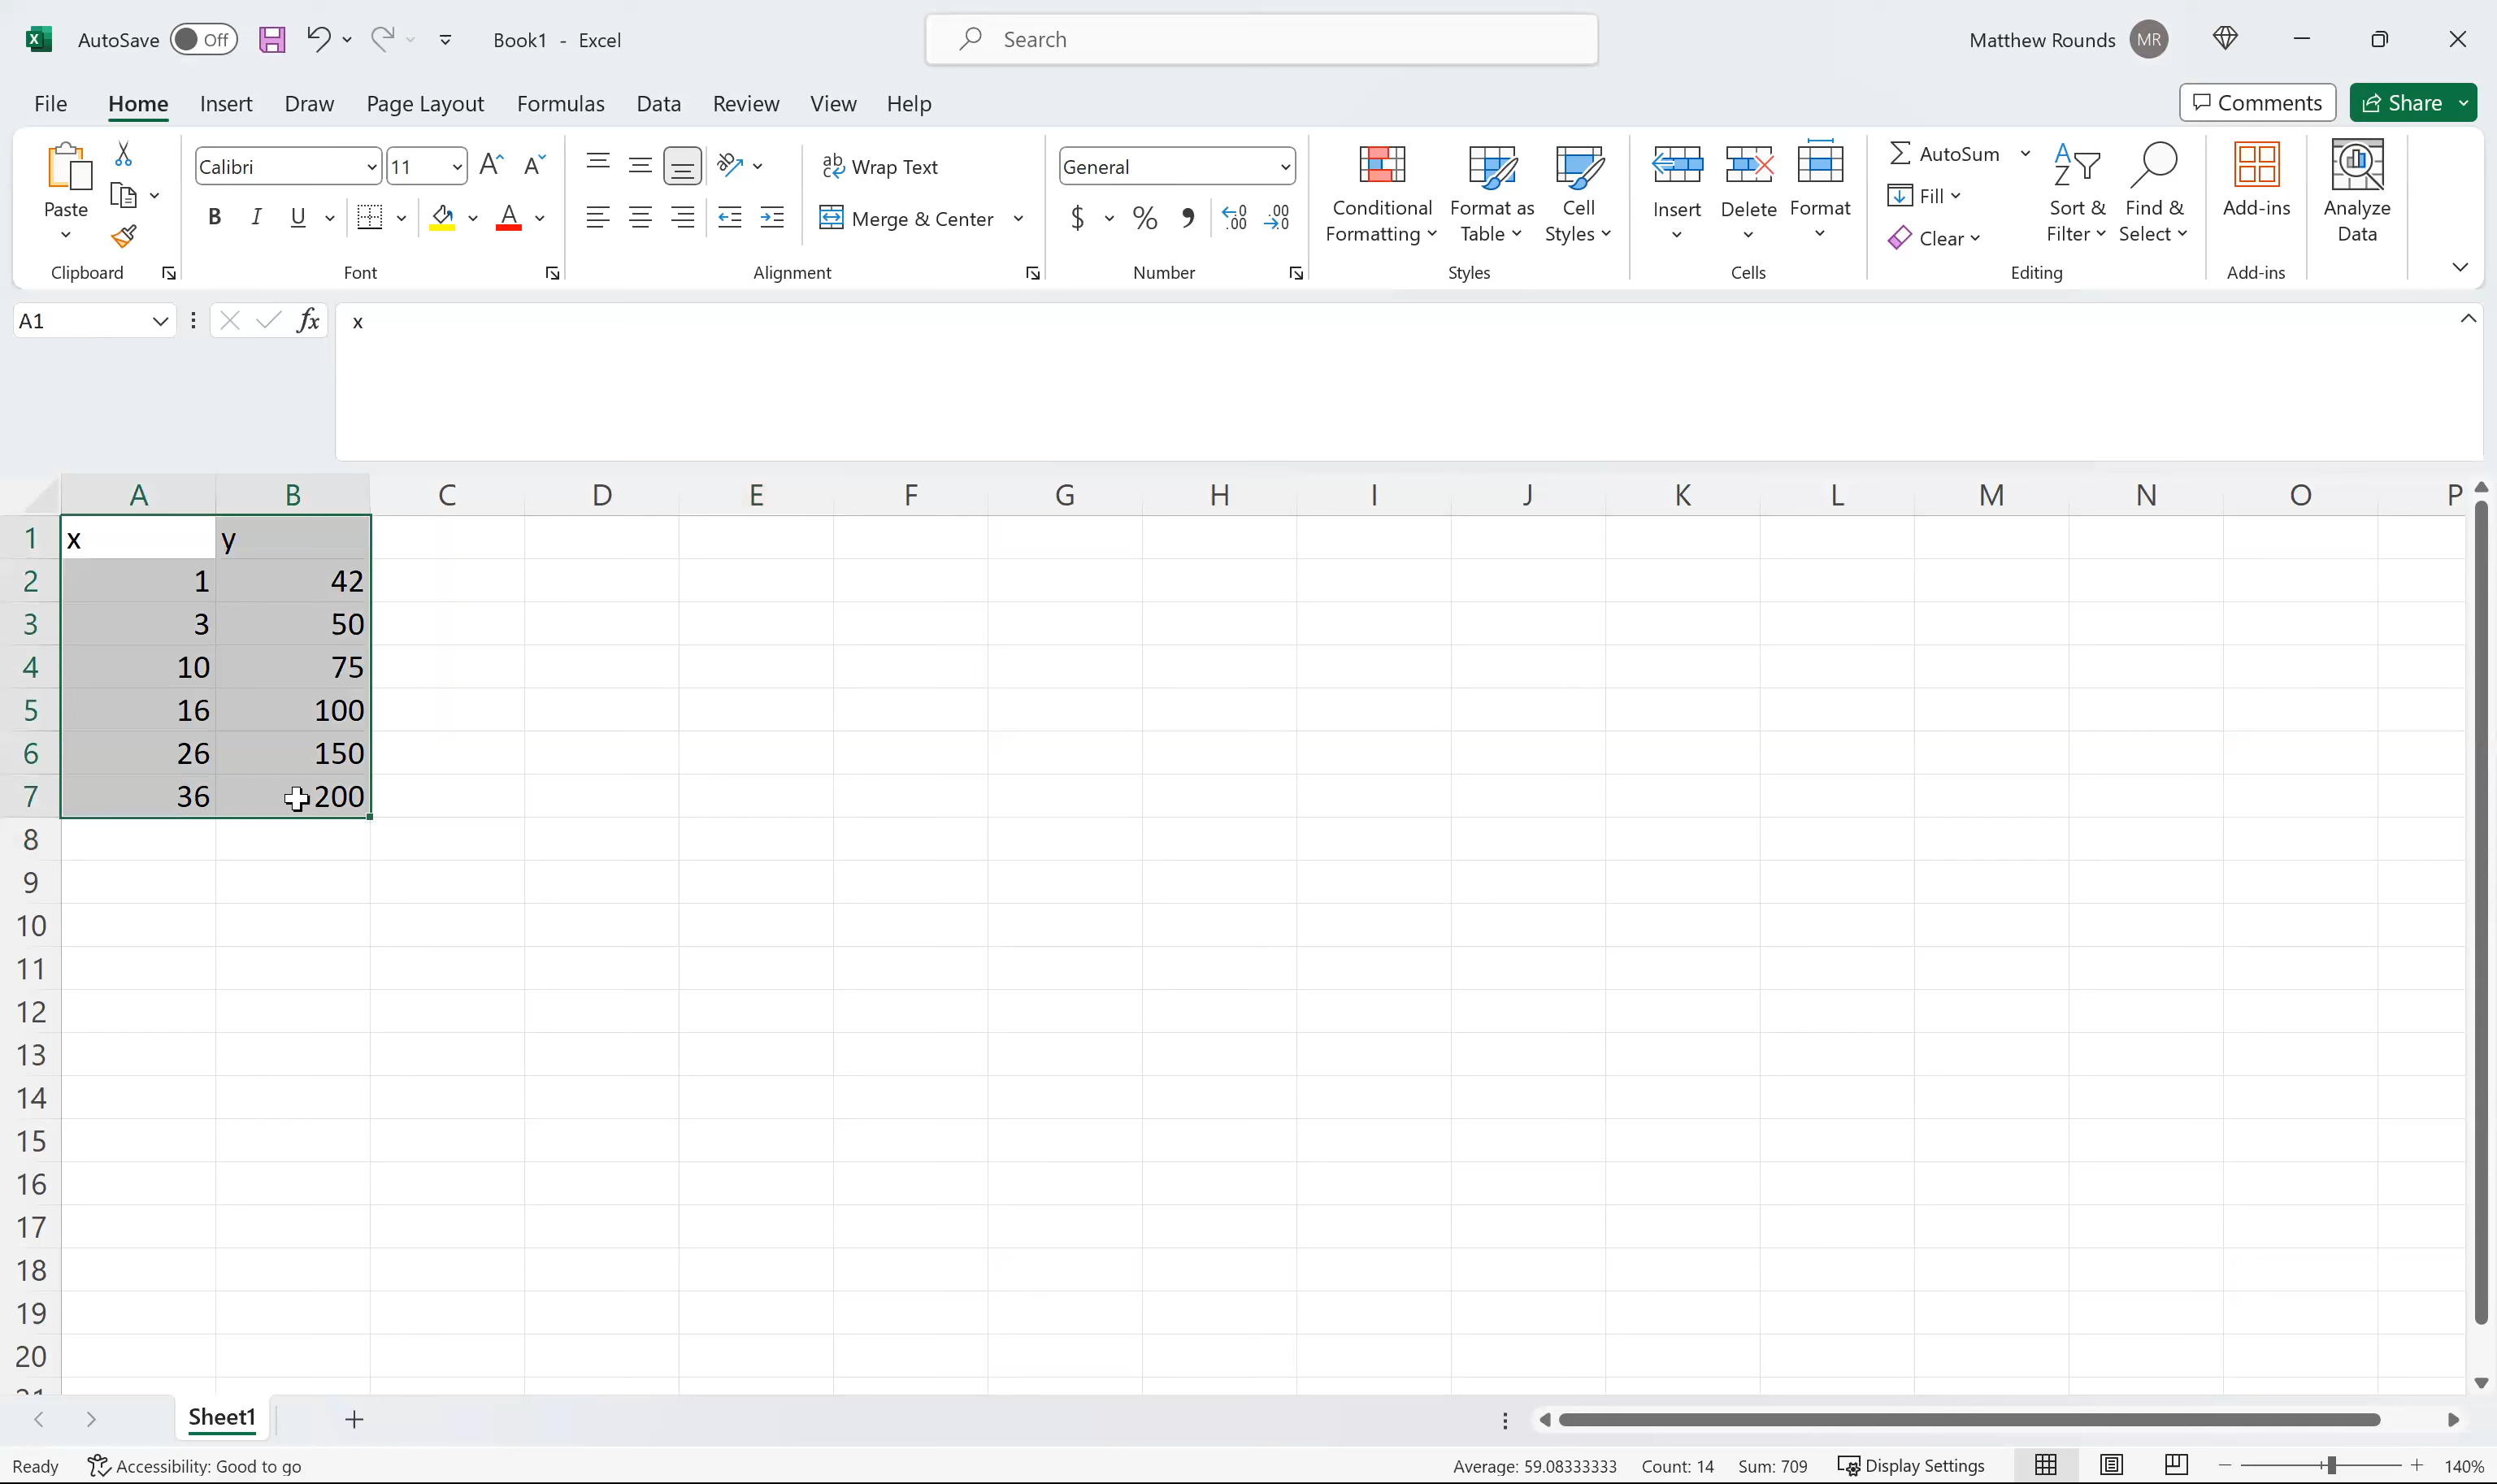 AutoSave Off Book1 - Excel Search Matthew Rounds MR
File Home Insert Draw Page Layout Formulas Data Review View Help Comments Share
Paste
Clipboard
Calibri 11
B I U A
Font
Wrap Text
Merge & Center
Alignment
General
$ % 9
Number
Conditional Formatting
Format as Table
Cell Styles
Styles
Insert Delete Format
Cells
AutoSum
Fill
Clear
Sort & Filter
Find & Select
Editing
Add-ins
Add-ins
Analyze Data
A1 fx x
A B C D E F G H I J K L M N O P
1 x y
2 1 42
3 3 50
4 10 75
5 16 100
6 26 150
7 36 200
8
9
10
11
12
13
14
15
16
17
18
19
20
21
Sheet1
Ready Accessibility: Good to go Average: 59.08333333 Count: 14 Sum: 709 Display Settings 140%